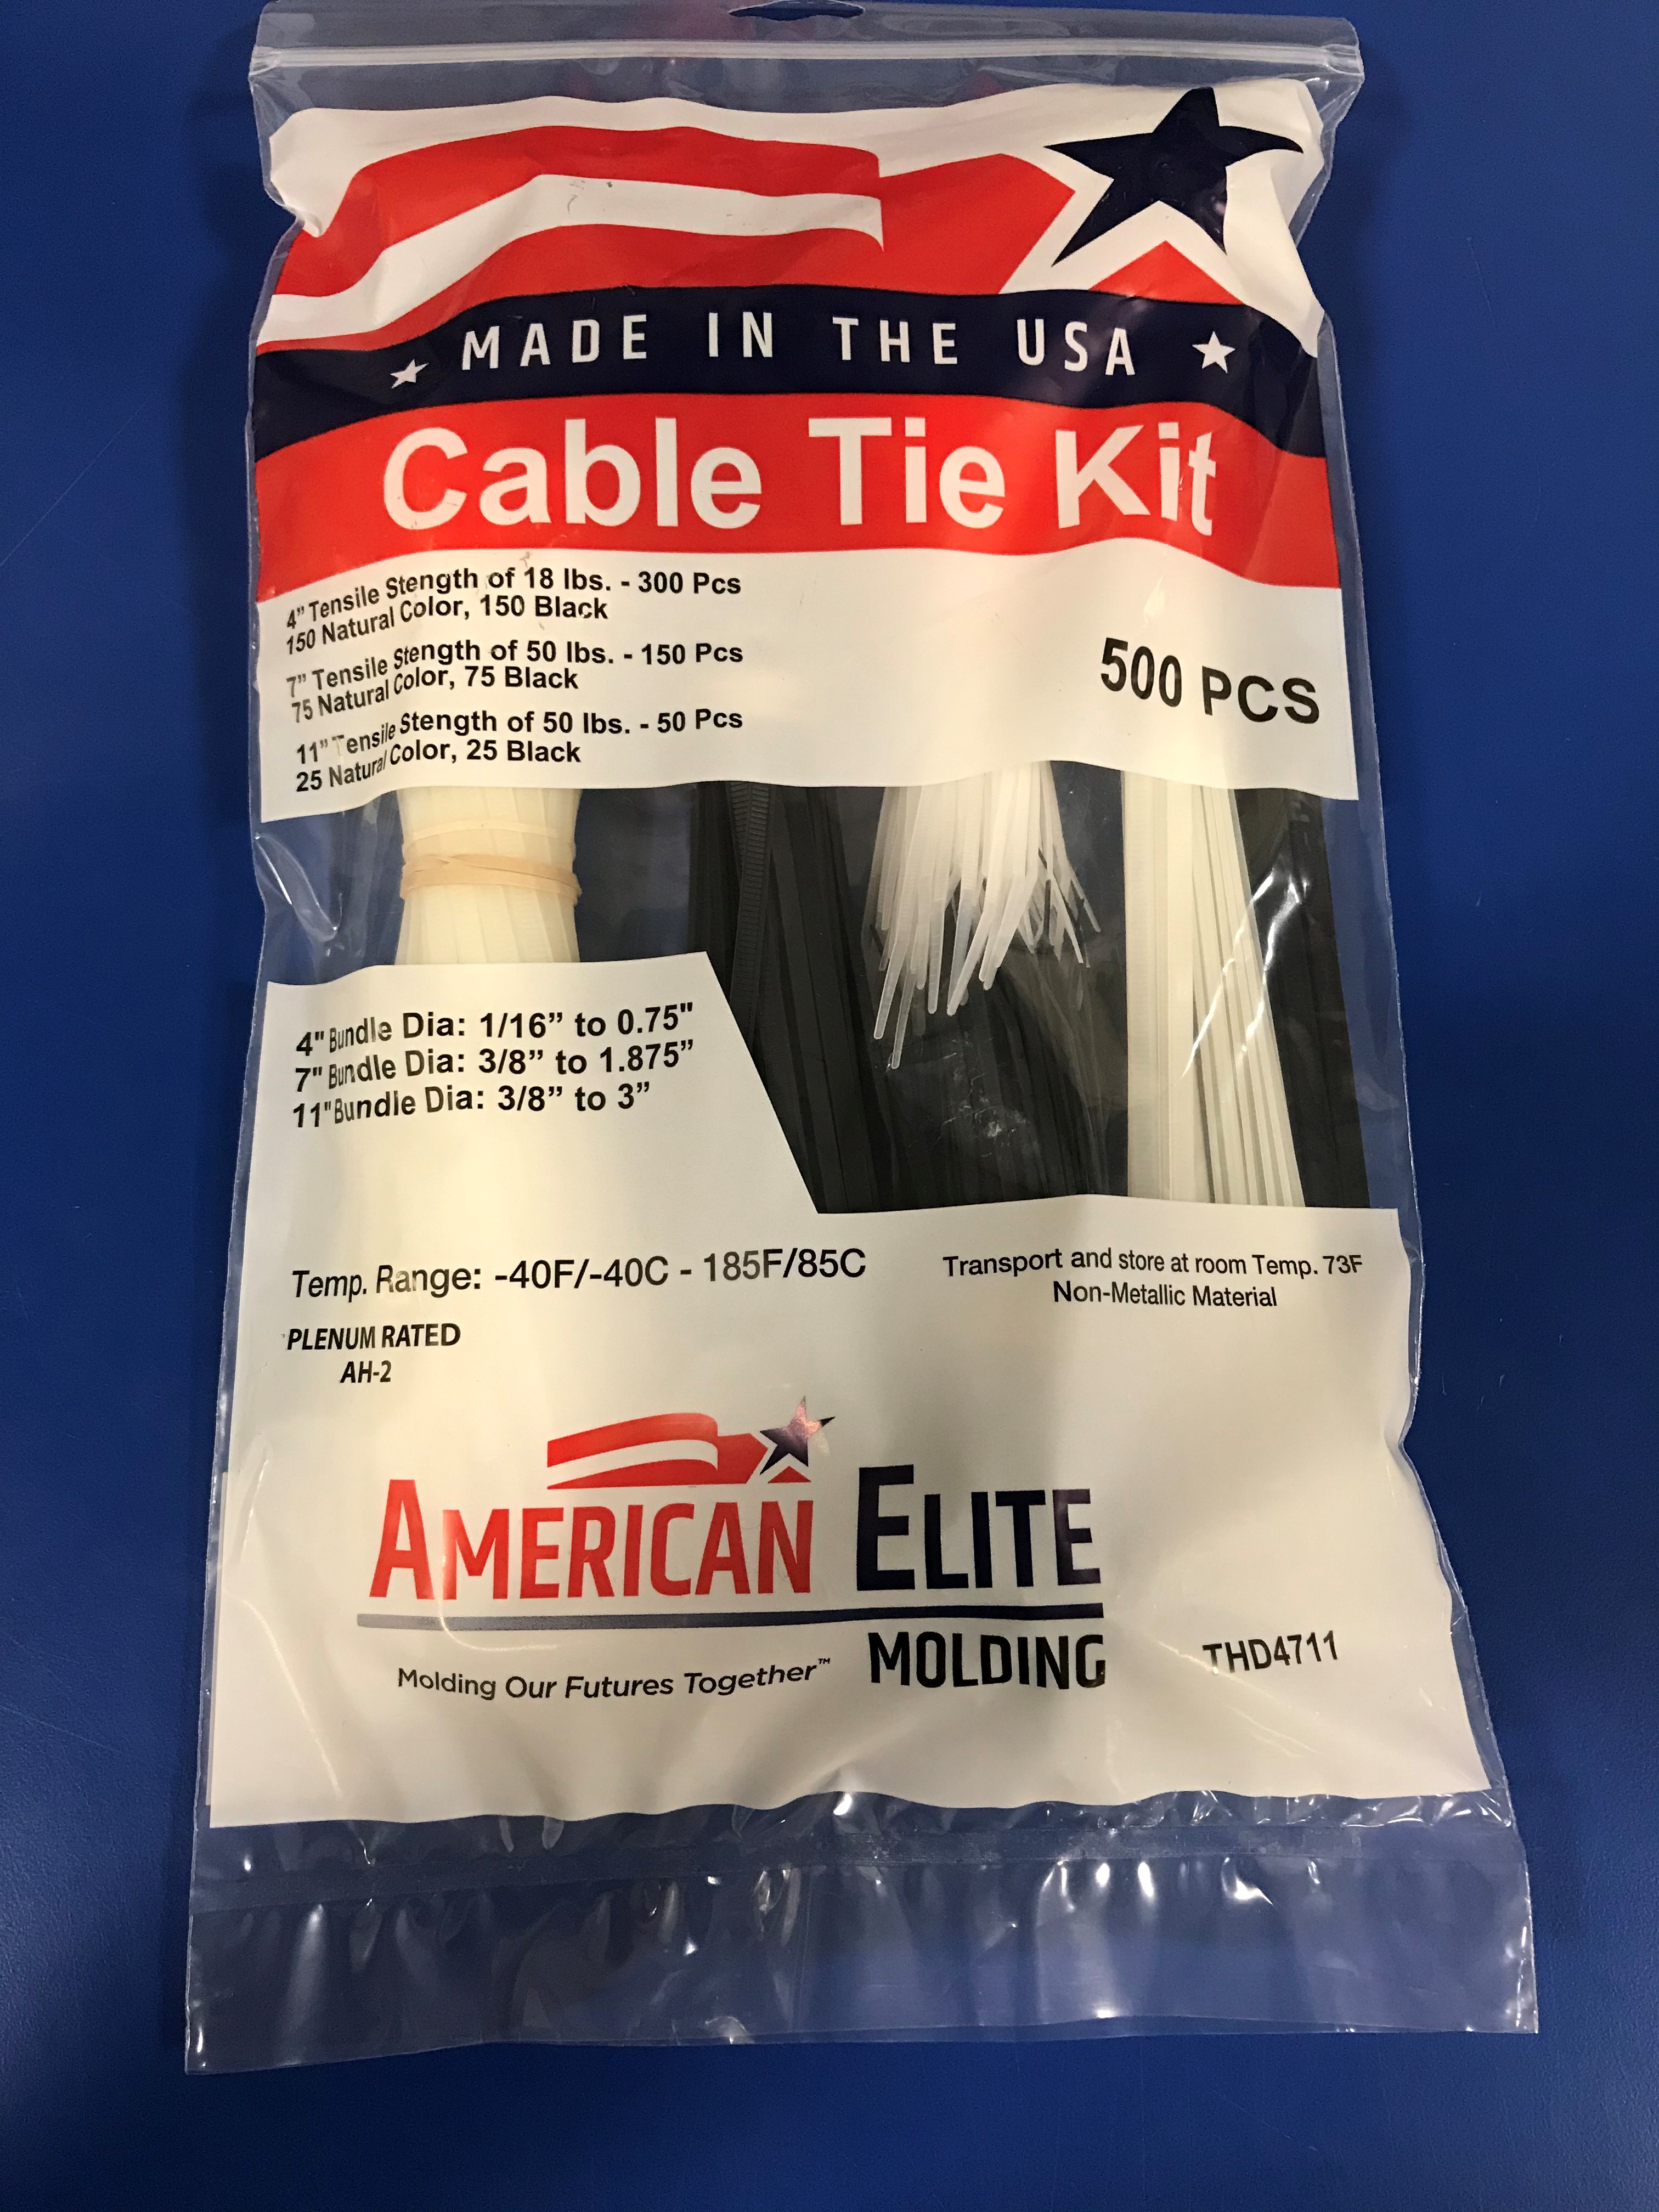 MADE IN THE USA
Cable Tie Kit
4” Tensile Stength of 18 lbs. - 300 Pcs
150 Natural Color, 150 Black
7” Tensile Stength of 50 lbs. - 150 Pcs
75 Natural Color, 75 Black
11” Tensile Stength of 50 lbs. - 50 Pcs
25 Natural Color, 25 Black
500 PCS
4" Bundle Dia: 1/16” to 0.75"
7" Bundle Dia: 3/8” to 1.875”
11" Bundle Dia: 3/8” to 3”
Temp. Range: -40F/-40C - 185F/85C
Transport and store at room Temp. 73F
Non-Metallic Material
PLENUM RATED
AH-2
AMERICAN ELITE
MOLDING
Molding Our Futures Together™
THD4711